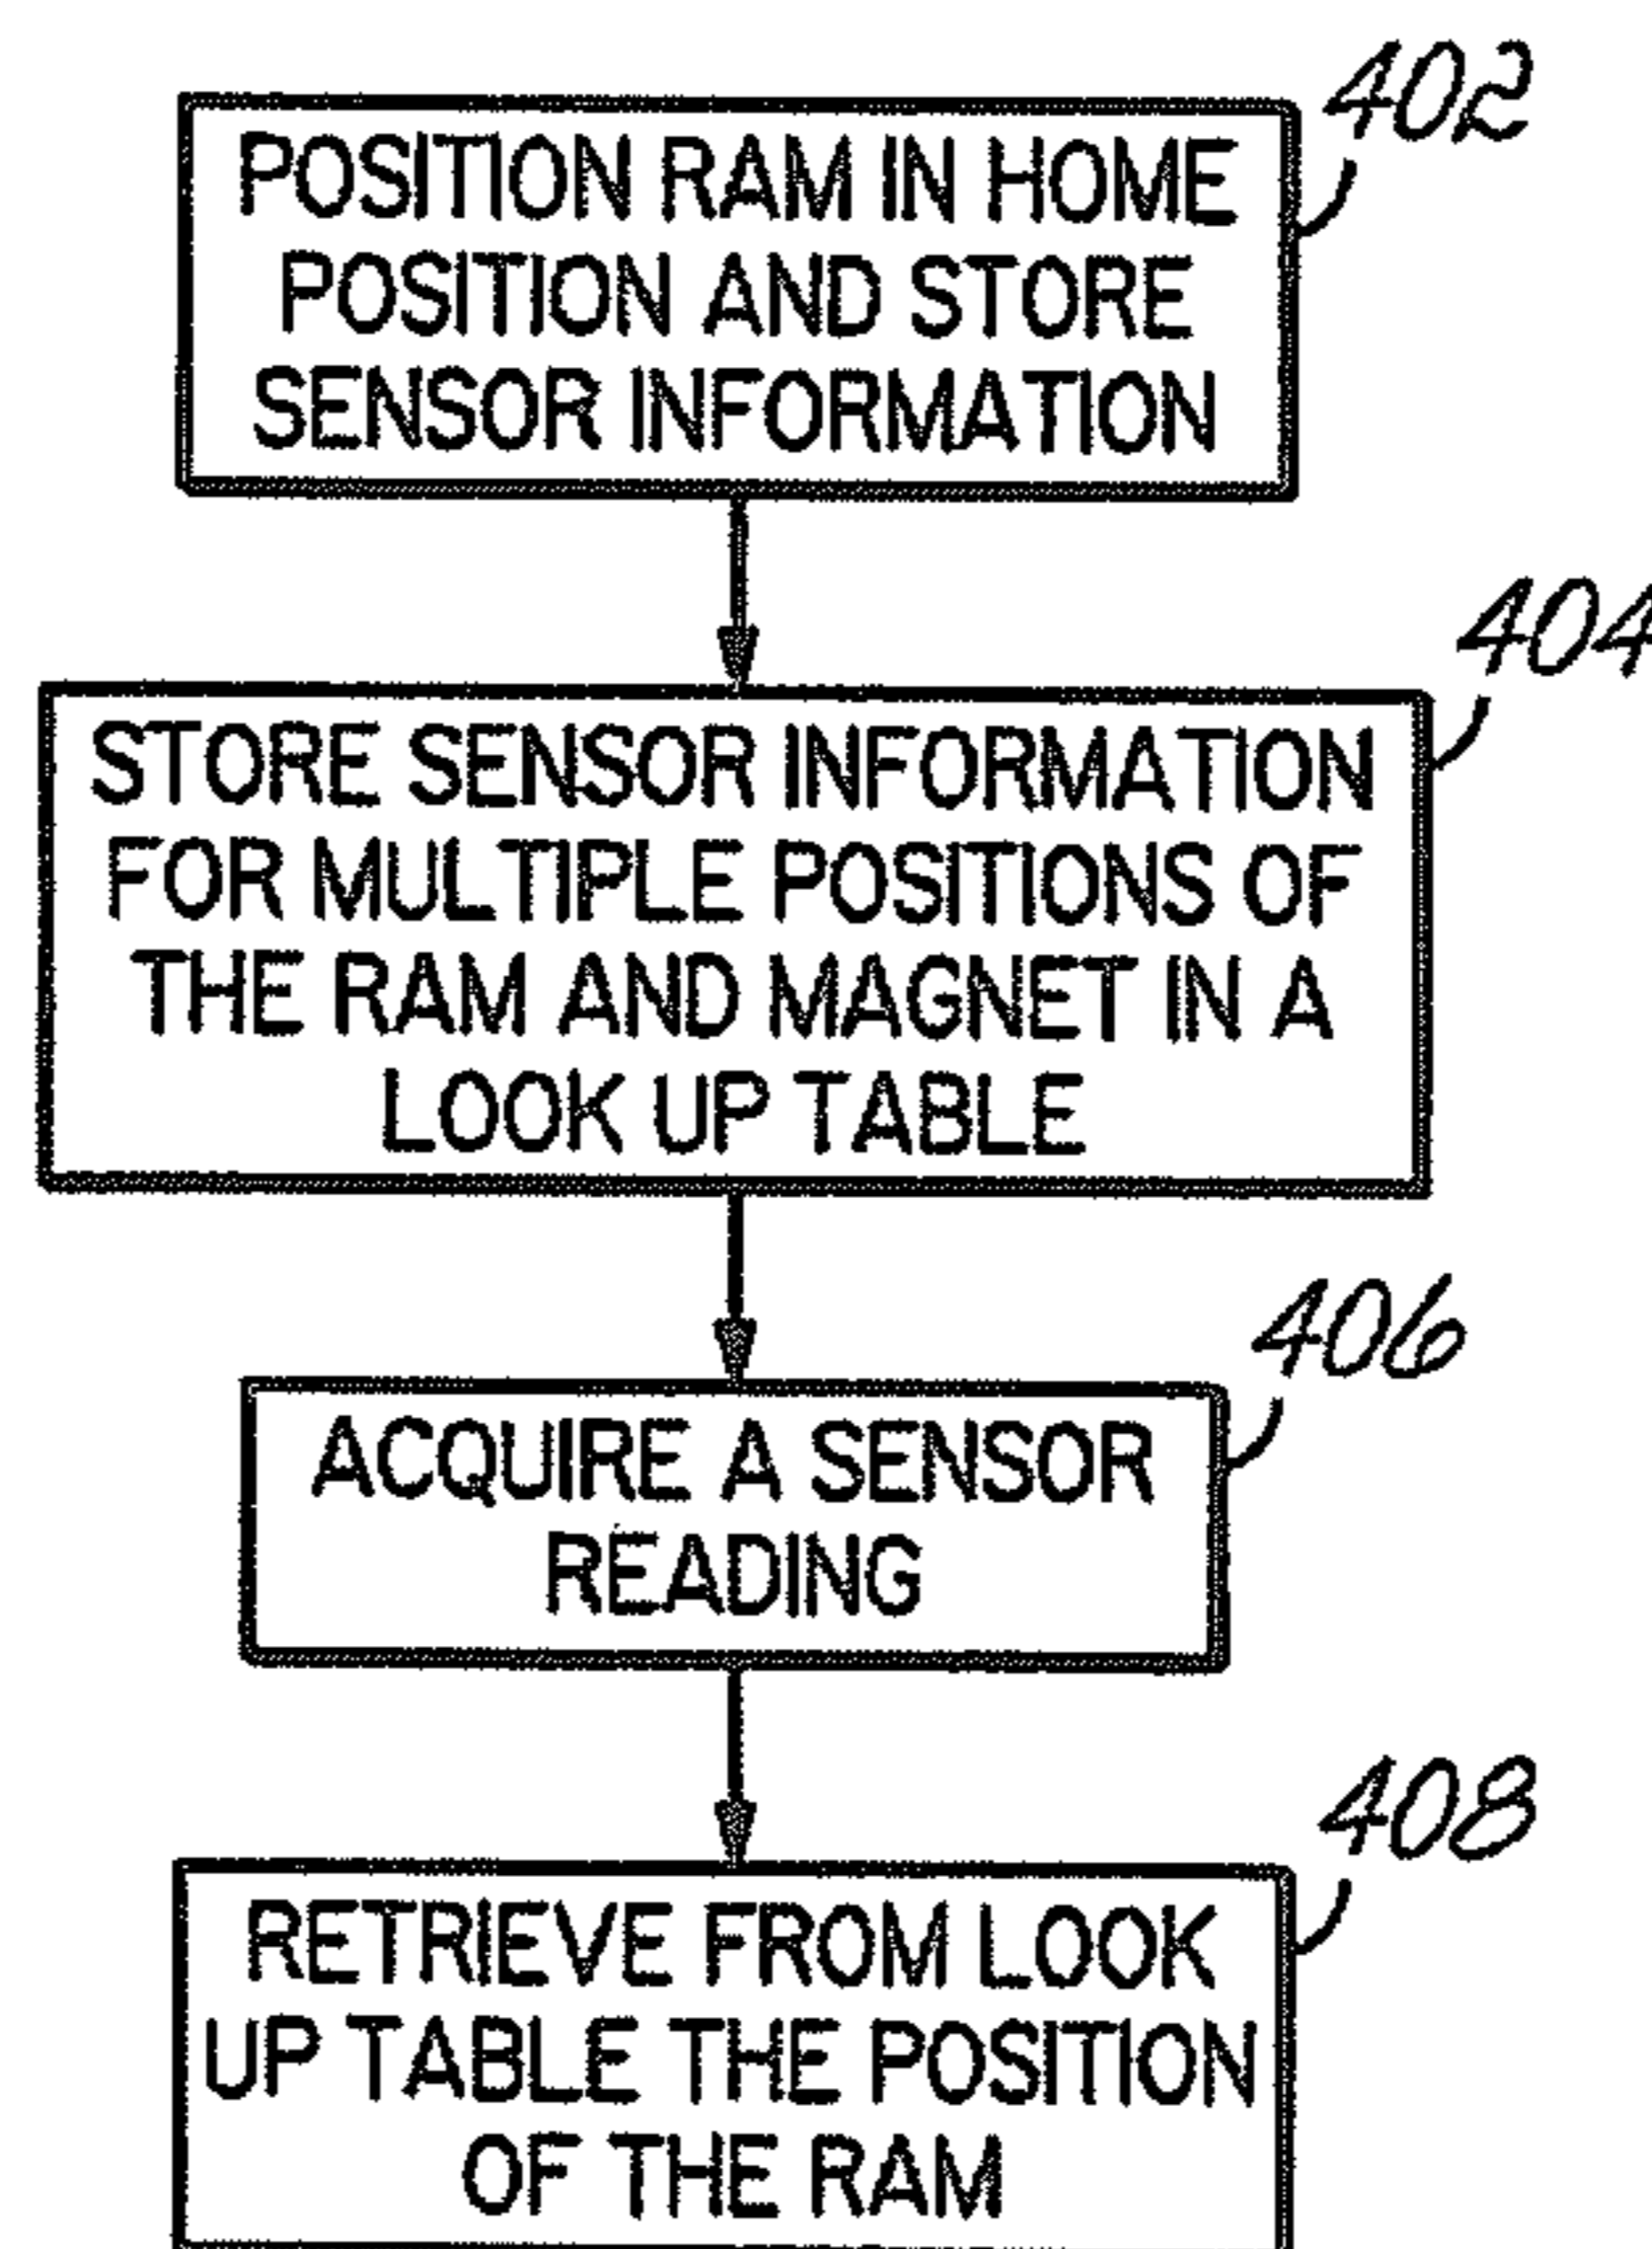 402
POSITION RAM IN HOME
POSITION AND STORE
SENSOR INFORMATION
404
STORE SENSOR INFORMATION
FOR MULTIPLE POSITIONS OF
THE RAM AND MAGNET IN A
LOOK UP TABLE
406
ACQUIRE A SENSOR
READING
408
RETRIEVE FROM LOOK
UP TABLE THE POSITION
OF THE RAM